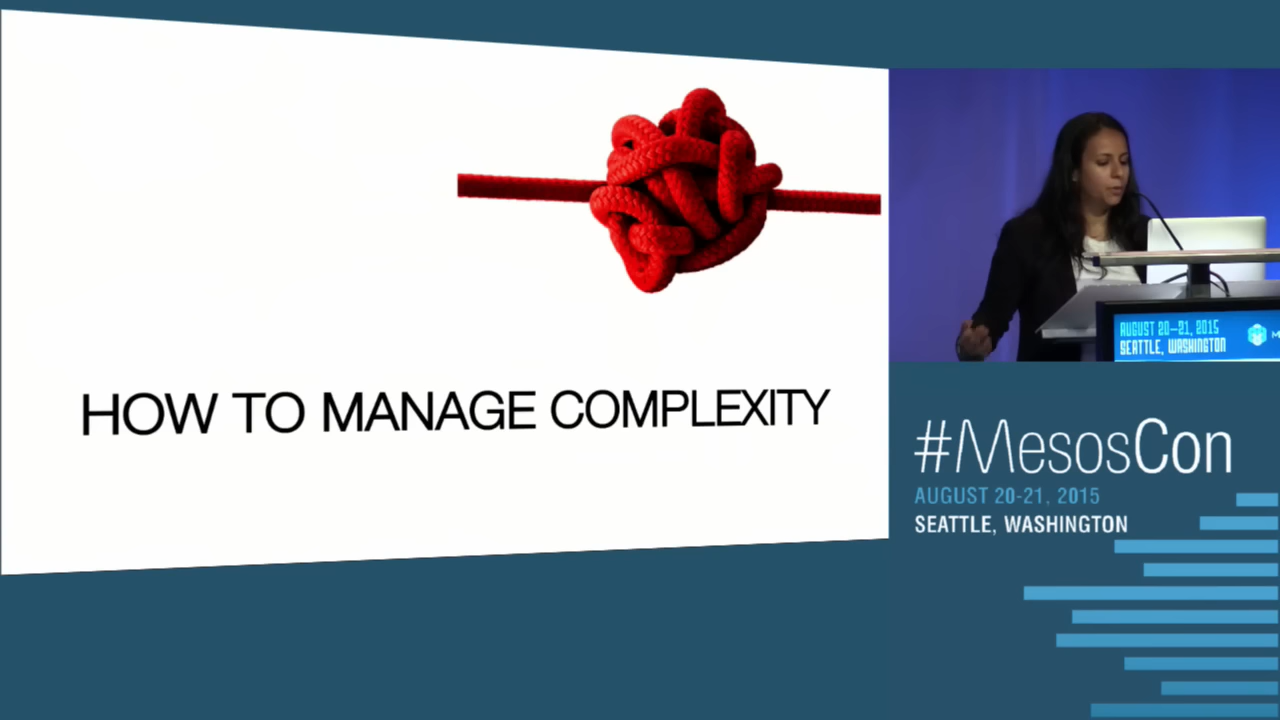 HOW TO MANAGE COMPLEXITY
AUGUST 20–21, 2015
SEATTLE, WASHINGTON
M
#MesosCon
AUGUST 20-21, 2015
SEATTLE, WASHINGTON